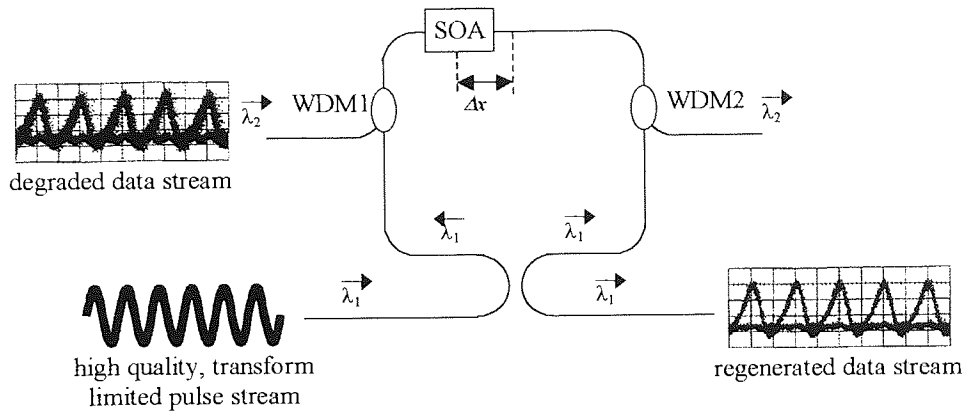 SOA
Δx
WDM1
WDM2
λ₂
λ₂
degraded data stream
λ₁
λ₁
λ₁
λ₁
high quality, transform
limited pulse stream
regenerated data stream